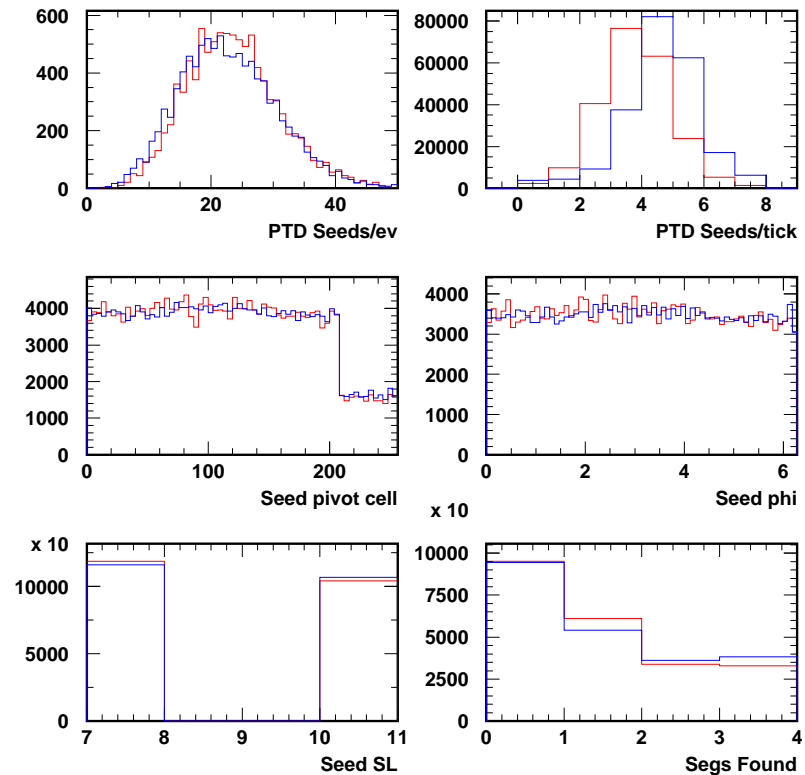 600
400
200
0
0 20 40
PTD Seeds/ev
80000
60000
40000
20000
0
0 2 4 6 8
PTD Seeds/tick
4000
3000
2000
1000
0
0 100 200
Seed pivot cell
4000
3000
2000
1000
0
0 2 4 6
Seed phi
x 10
10000
5000
0
7 8 9 10 11
Seed SL
x 10
10000
7500
5000
2500
0
0 1 2 3 4
Segs Found